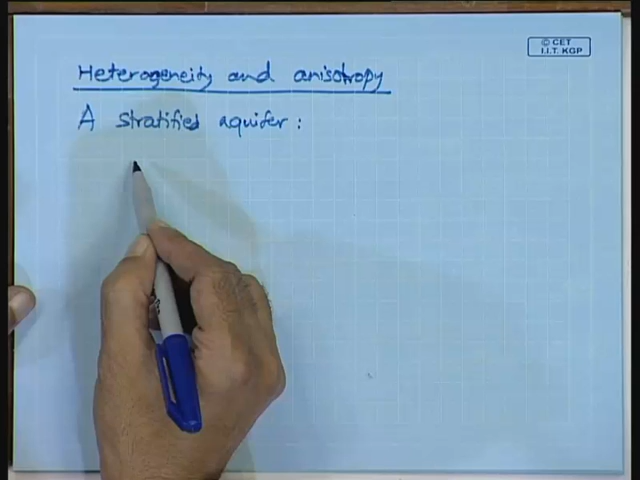 © CET
I.I.T. KGP
Heterogeneity and anisotropy
A stratified aquifer: